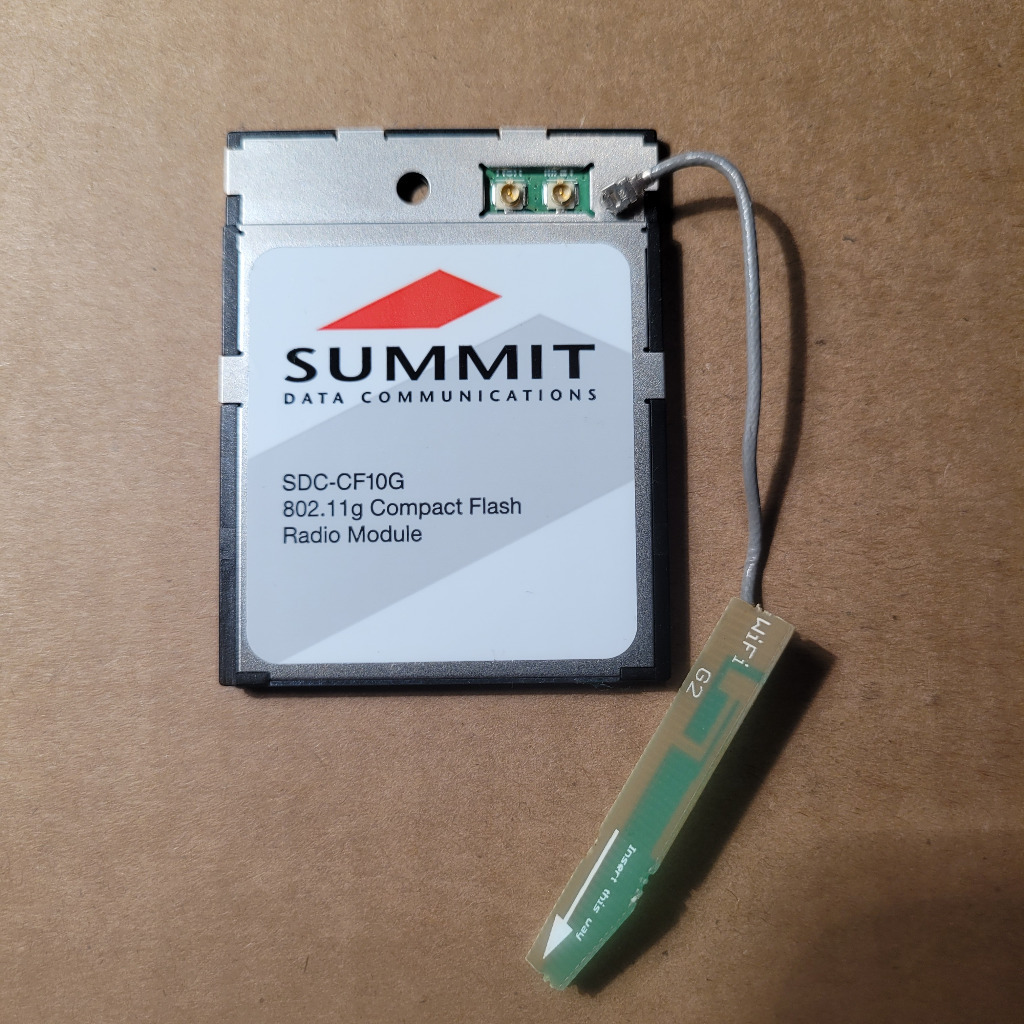 SUMMIT
DATA COMMUNICATIONS
SDC-CF10G
802.11g Compact Flash
Radio Module
WiFi G2
Insert this way